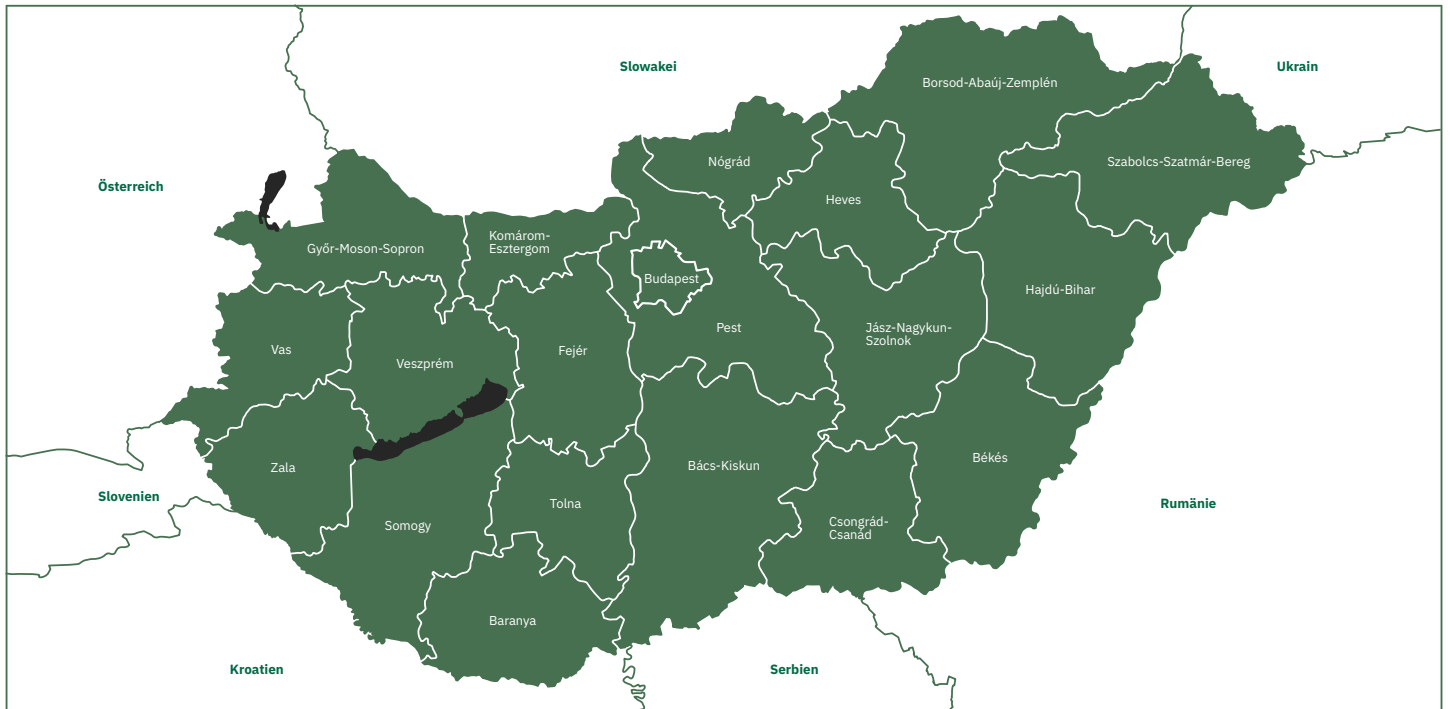 Slowakei
Ukrain
Borsod-Abaúj-Zemplén
Nógrád
Szabolcs-Szatmár-Bereg
Österreich
Heves
Komárom-
Esztergom
Győr-Moson-Sopron
Budapest
Hajdú-Bihar
Pest
Jász-Nagykun-
Szolnok
Vas
Fejér
Veszprém
Békés
Bács-Kiskun
Zala
Slovenien
Tolna
Rumänie
Somogy
Csongrád-
Csanád
Baranya
Kroatien
Serbien